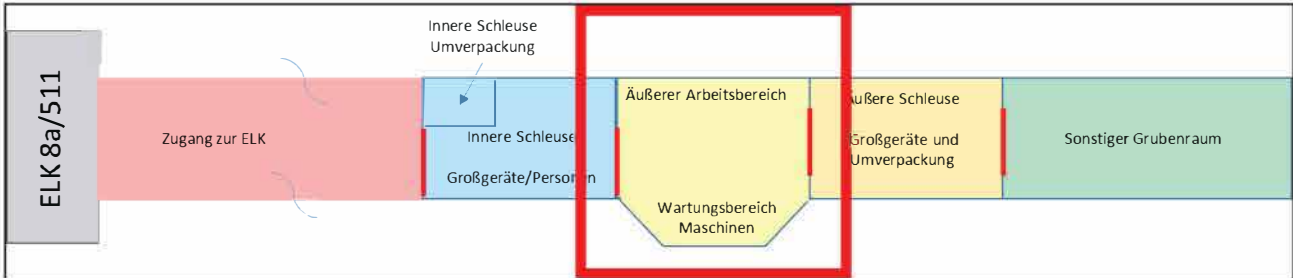 ELK 8a/511
Zugang zur ELK
Innere Schleuse
Umverpackung
Innere Schleuse
Großgeräte/Personen
Äußerer Arbeitsbereich
Wartungsbereich
Maschinen
Äußere Schleuse
Großgeräte und
Umverpackung
Sonstiger Grubenraum